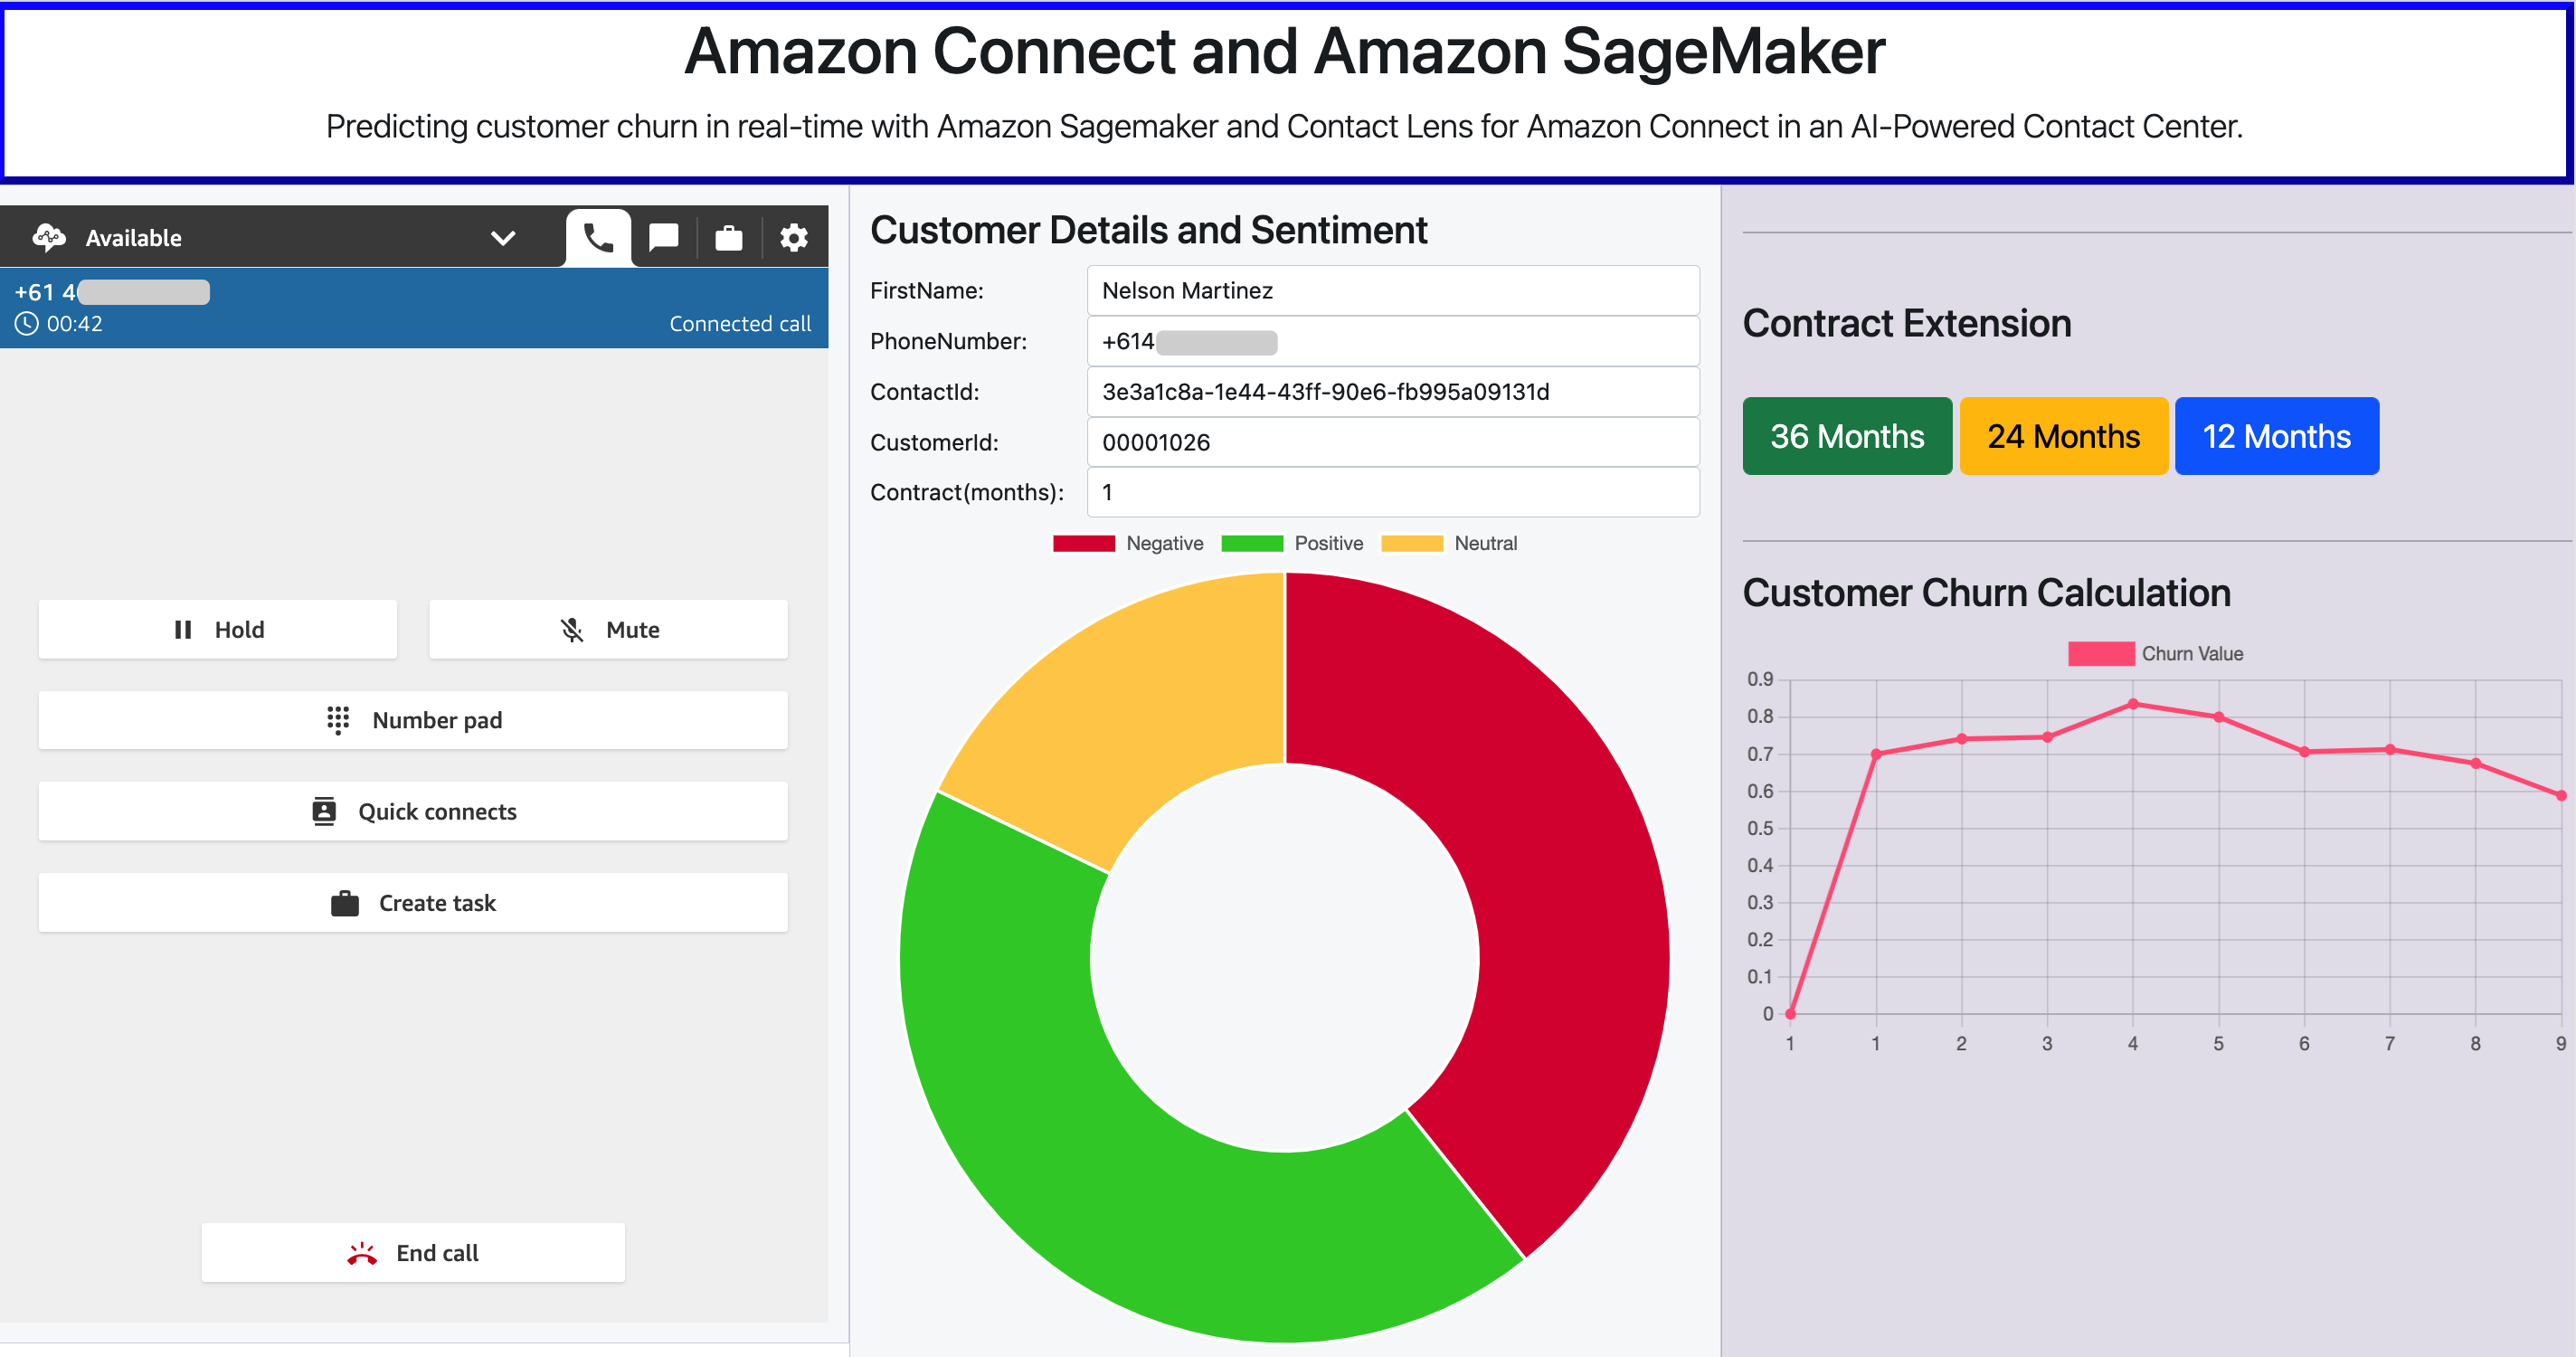 Amazon Connect and Amazon SageMaker
Predicting customer churn in real-time with Amazon Sagemaker and Contact Lens for Amazon Connect in an AI-Powered Contact Center.
Available
+61 4
00:42
Connected call
Hold
Mute
Number pad
Quick connects
Create task
End call
Customer Details and Sentiment
FirstName: Nelson Martinez
PhoneNumber: +614
ContactId: 3e3a1c8a-1e44-43ff-90e6-fb995a09131d
CustomerId: 00001026
Contract(months): 1
Negative Positive Neutral
Contract Extension
36 Months 24 Months 12 Months
Customer Churn Calculation
Churn Value
0.9
0.8
0.7
0.6
0.5
0.4
0.3
0.2
0.1
0
1 1 2 3 4 5 6 7 8 9